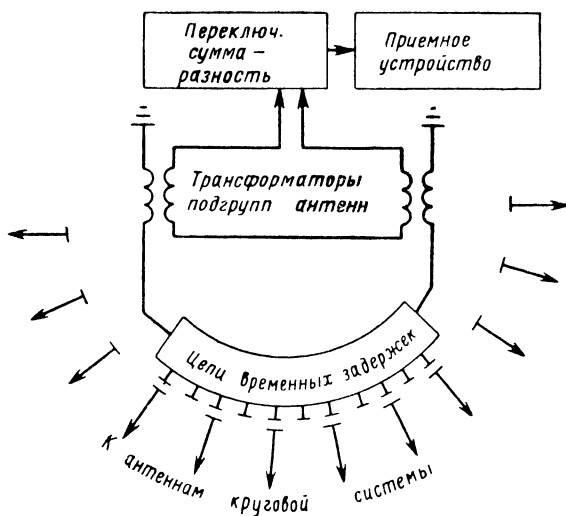 Переключ.
сумма –
разность
Приемное
устройство
Трансформаторы
подгрупп антенн
Цепи временных задержек
К антеннам круговой системы